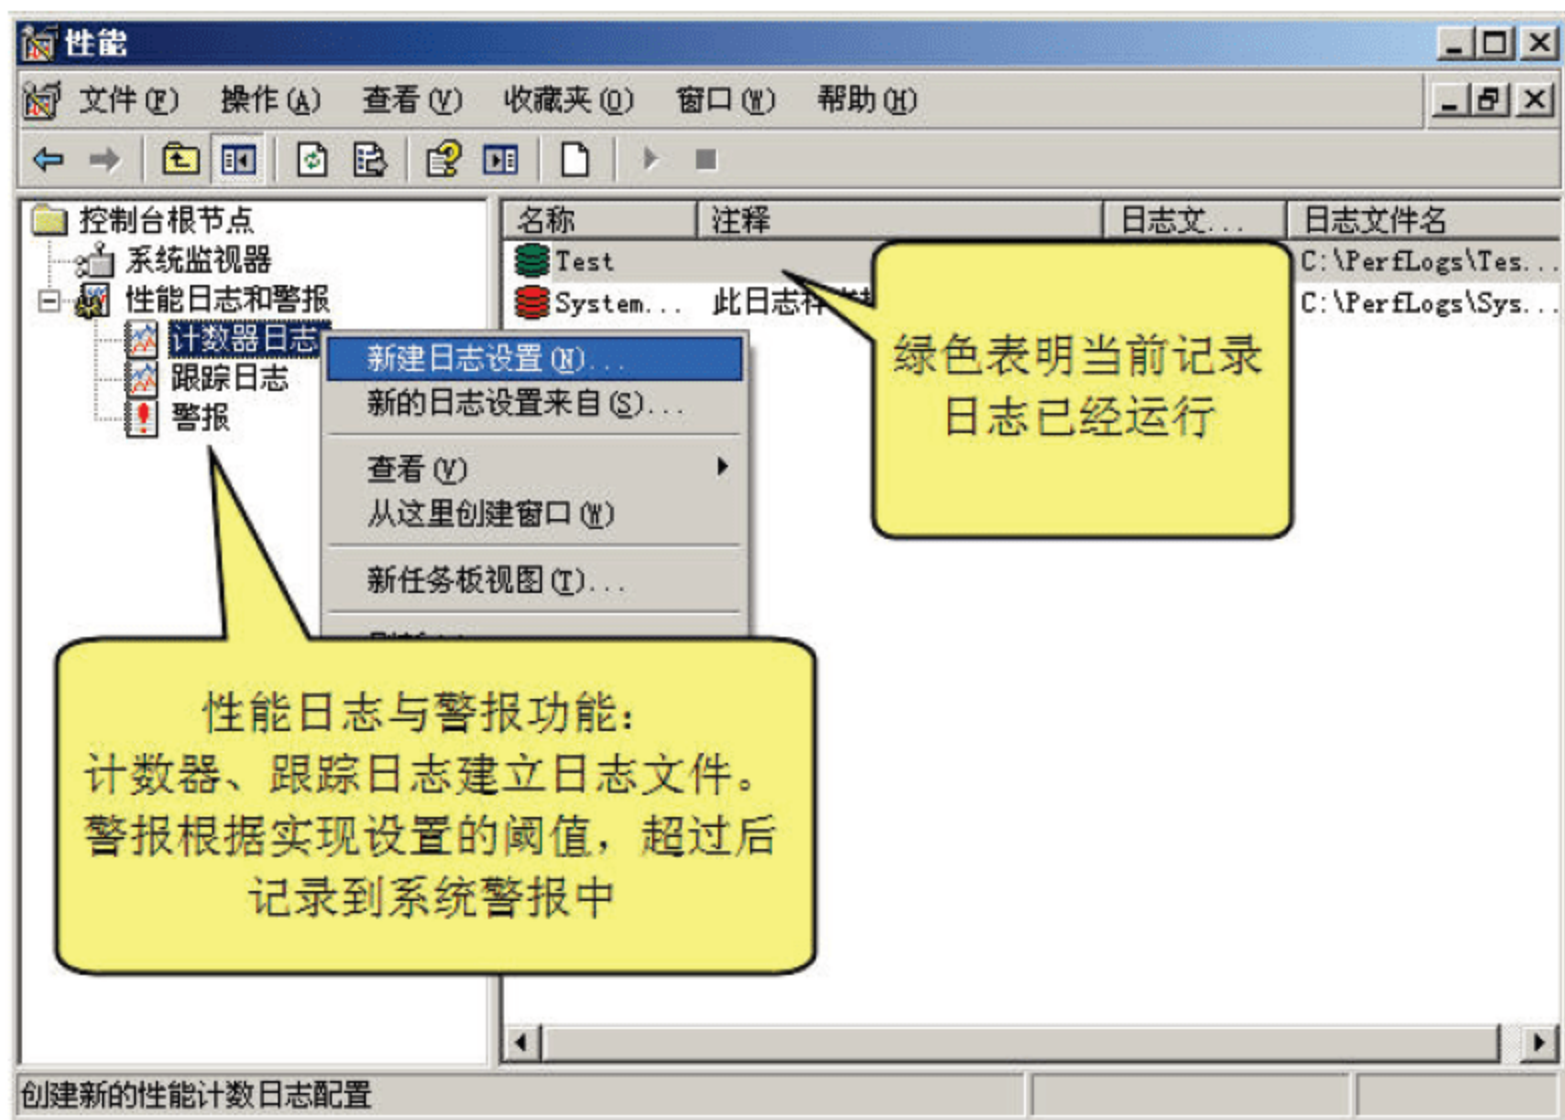 性能
文件(F) 操作(A) 查看(V) 收藏夹(O) 窗口(W) 帮助(H)
控制台根节点
系统监视器
性能日志和警报
计数器日志
跟踪日志
警报
名称 注释 日志文... 日志文件名
Test C:\PerfLogs\Tes...
System... 此日志样 C:\PerfLogs\Sys...
新建日志设置(N)...
新的日志设置来自(S)...
查看(V)
从这里创建窗口(W)
新任务板视图(T)...
绿色表明当前记录
日志已经运行
性能日志与警报功能：
计数器、跟踪日志建立日志文件。
警报根据实现设置的阈值，超过后
记录到系统警报中
创建新的性能计数日志配置